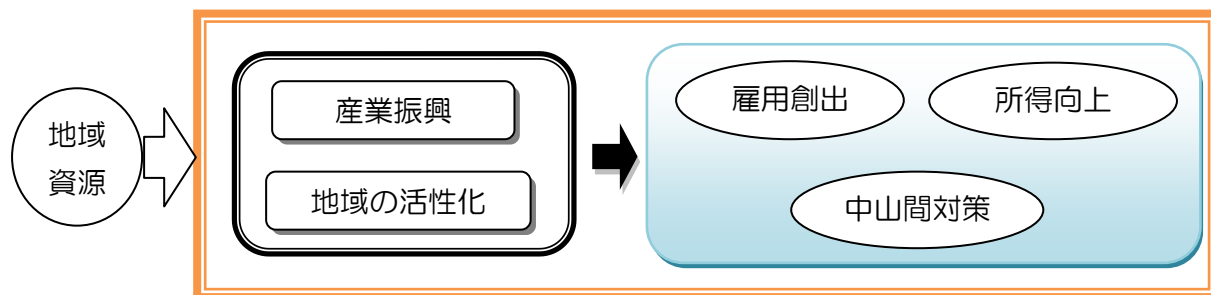 地域
資源
産業振興
地域の活性化
雇用創出
所得向上
中山間対策